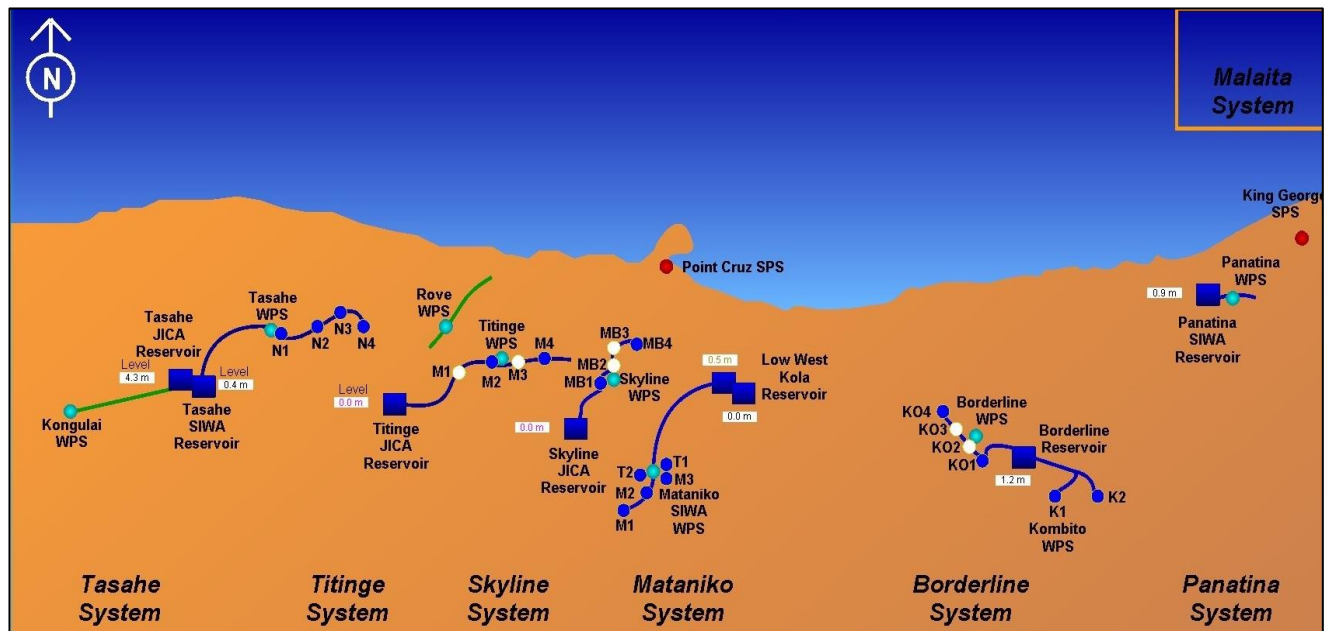 N
Malaita
System
King George
SPS
Point Cruz SPS
Panatina
WPS
0.9 m
Panatina
SIWA
Reservoir
Tasahe
JICA
Reservoir
Level
4.3 m
Level
0.4 m
Tasahe
WPS
N1
N2
N3
N4
Kongulai
WPS
Tasahe
SIWA
Reservoir
Rove
WPS
Titinge
WPS
M1
M2
M3
M4
Level
0.0 m
Titinge
JICA
Reservoir
MB3
MB4
MB2
MB1
Skyline
WPS
0.0 m
Skyline
JICA
Reservoir
0.5 m
Low West
Kola
Reservoir
0.0 m
T1
T2
M3
M2
M1
Mataniko
SIWA
WPS
KO4
KO3
KO2
KO1
Borderline
WPS
Borderline
Reservoir
1.2 m
K1
K2
Kombito
WPS
Tasahe
System
Titinge
System
Skyline
System
Mataniko
System
Borderline
System
Panatina
System